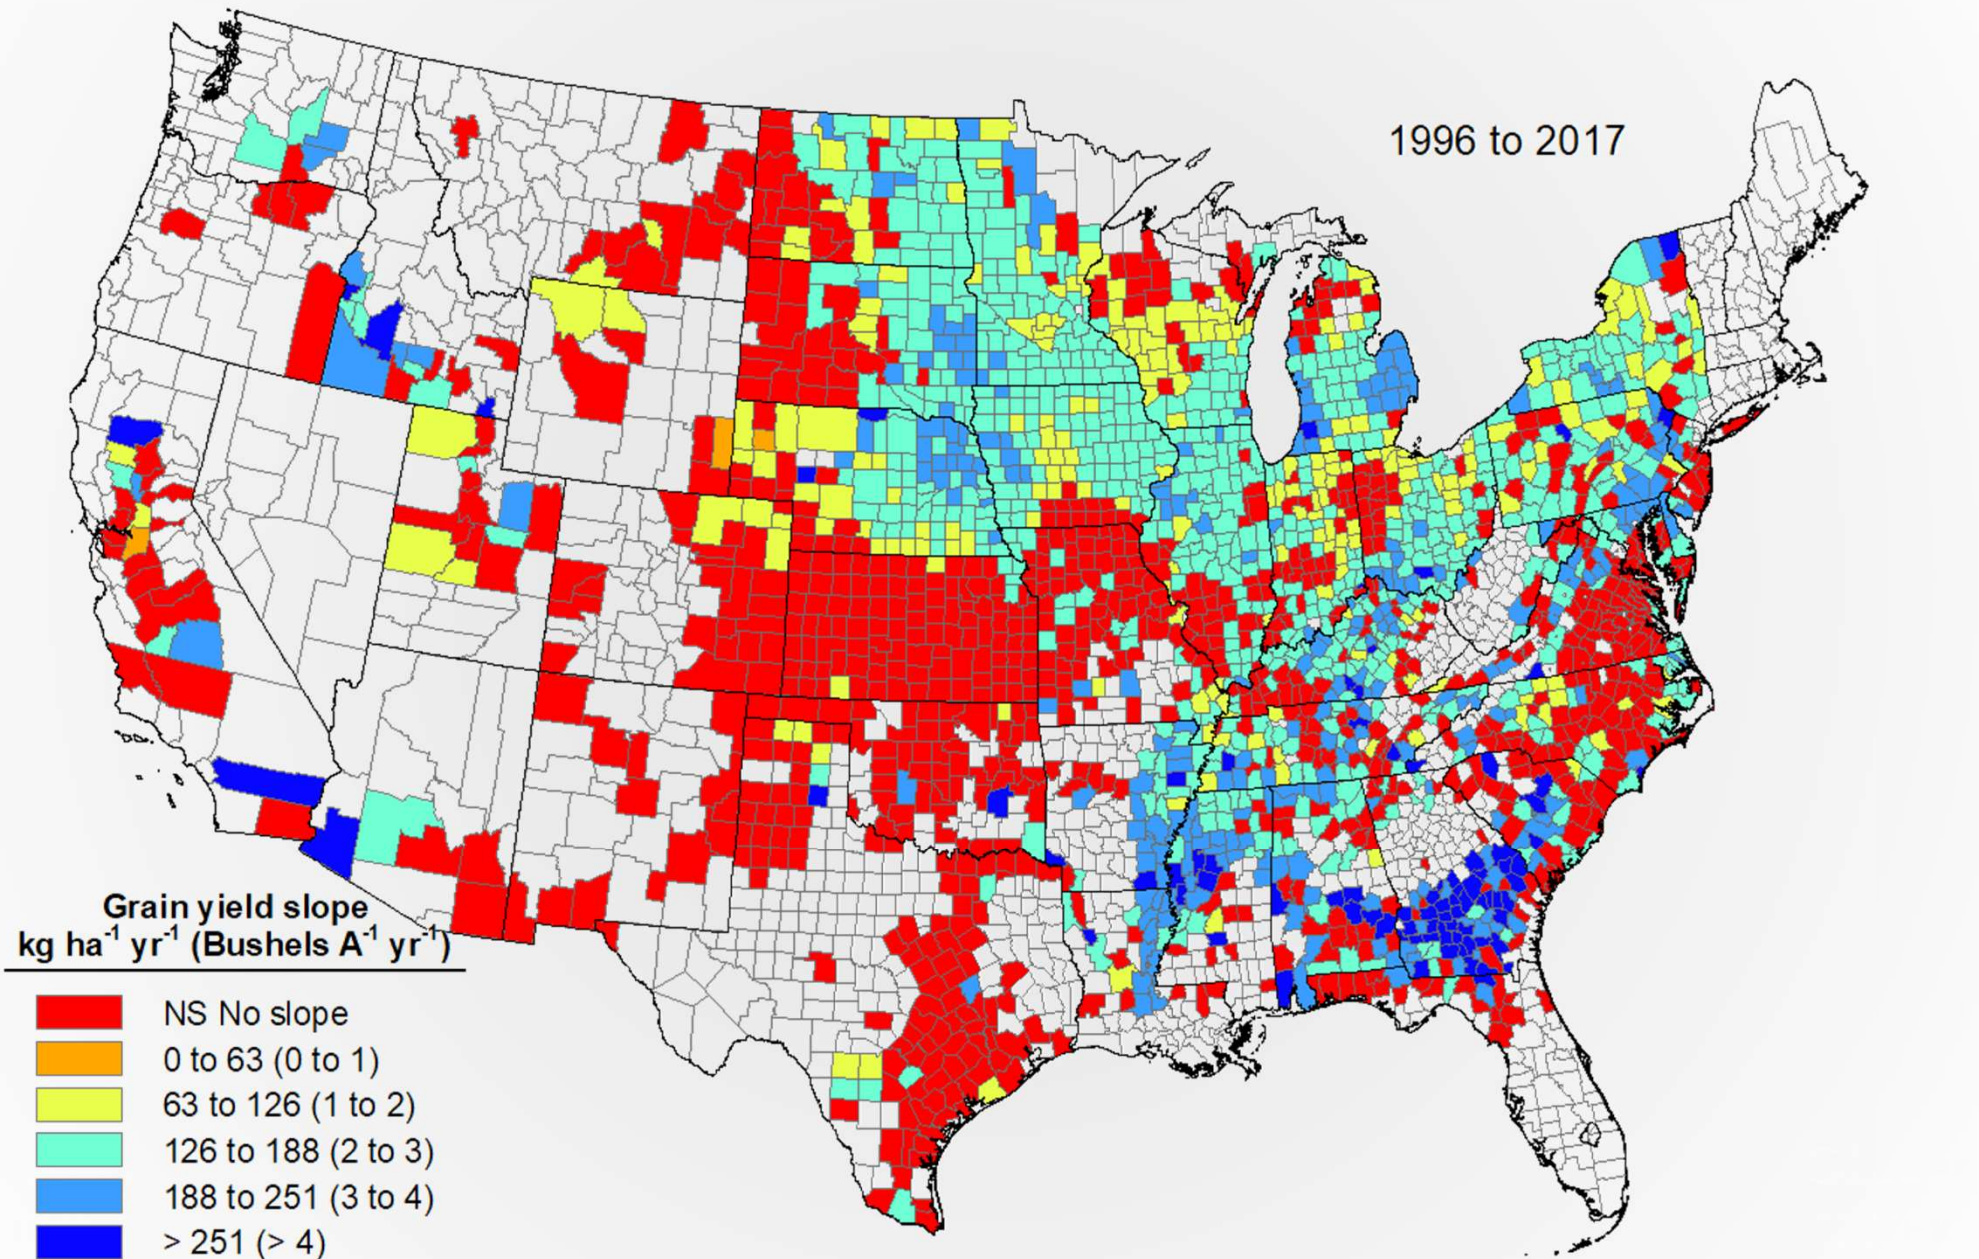 1996 to 2017
Grain yield slope
kg ha⁻¹ yr⁻¹ (Bushels A⁻¹ yr⁻¹)
NS No slope
0 to 63 (0 to 1)
63 to 126 (1 to 2)
126 to 188 (2 to 3)
188 to 251 (3 to 4)
> 251 (> 4)